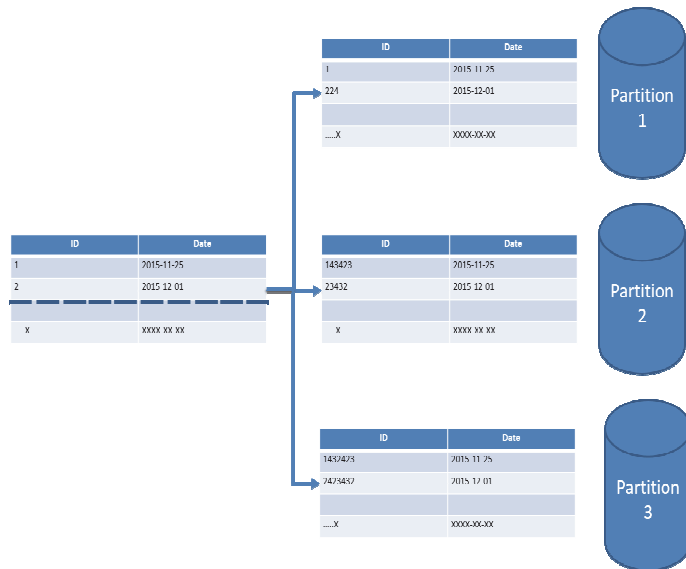 ID Date
1 2015-11-25
224 2015-12-01
.....X XXXX-XX-XX
Partition
1
ID Date
1 2015-11-25
2 2015 12 01
X XXXX XX XX
ID Date
143423 2015-11-25
23432 2015 12 01
X XXXX XX XX
Partition
2
ID Date
1432423 2015 11 25
2423432 2015 12 01
.....X XXXX-XX-XX
Partition
3